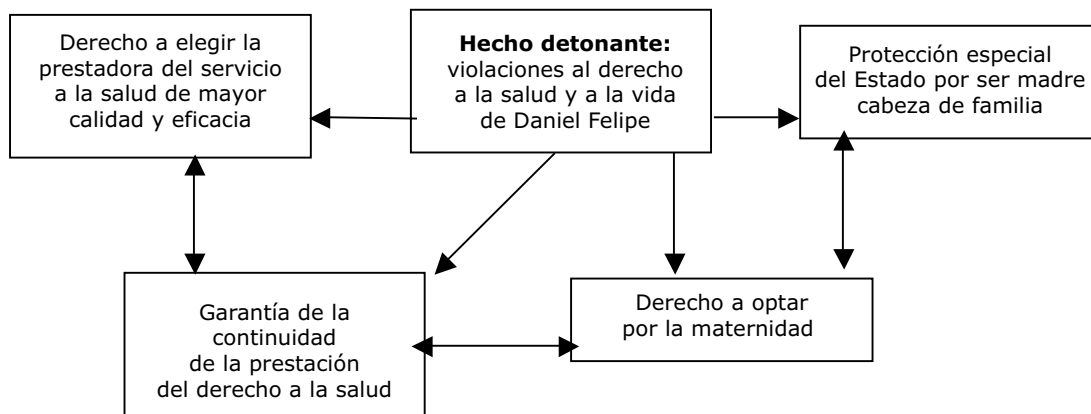 Derecho a elegir la
prestadora del servicio
a la salud de mayor
calidad y eficacia
Hecho detonante:
violaciones al derecho
a la salud y a la vida
de Daniel Felipe
Protección especial
del Estado por ser madre
cabeza de familia
Garantía de la
continuidad
de la prestación
del derecho a la salud
Derecho a optar
por la maternidad